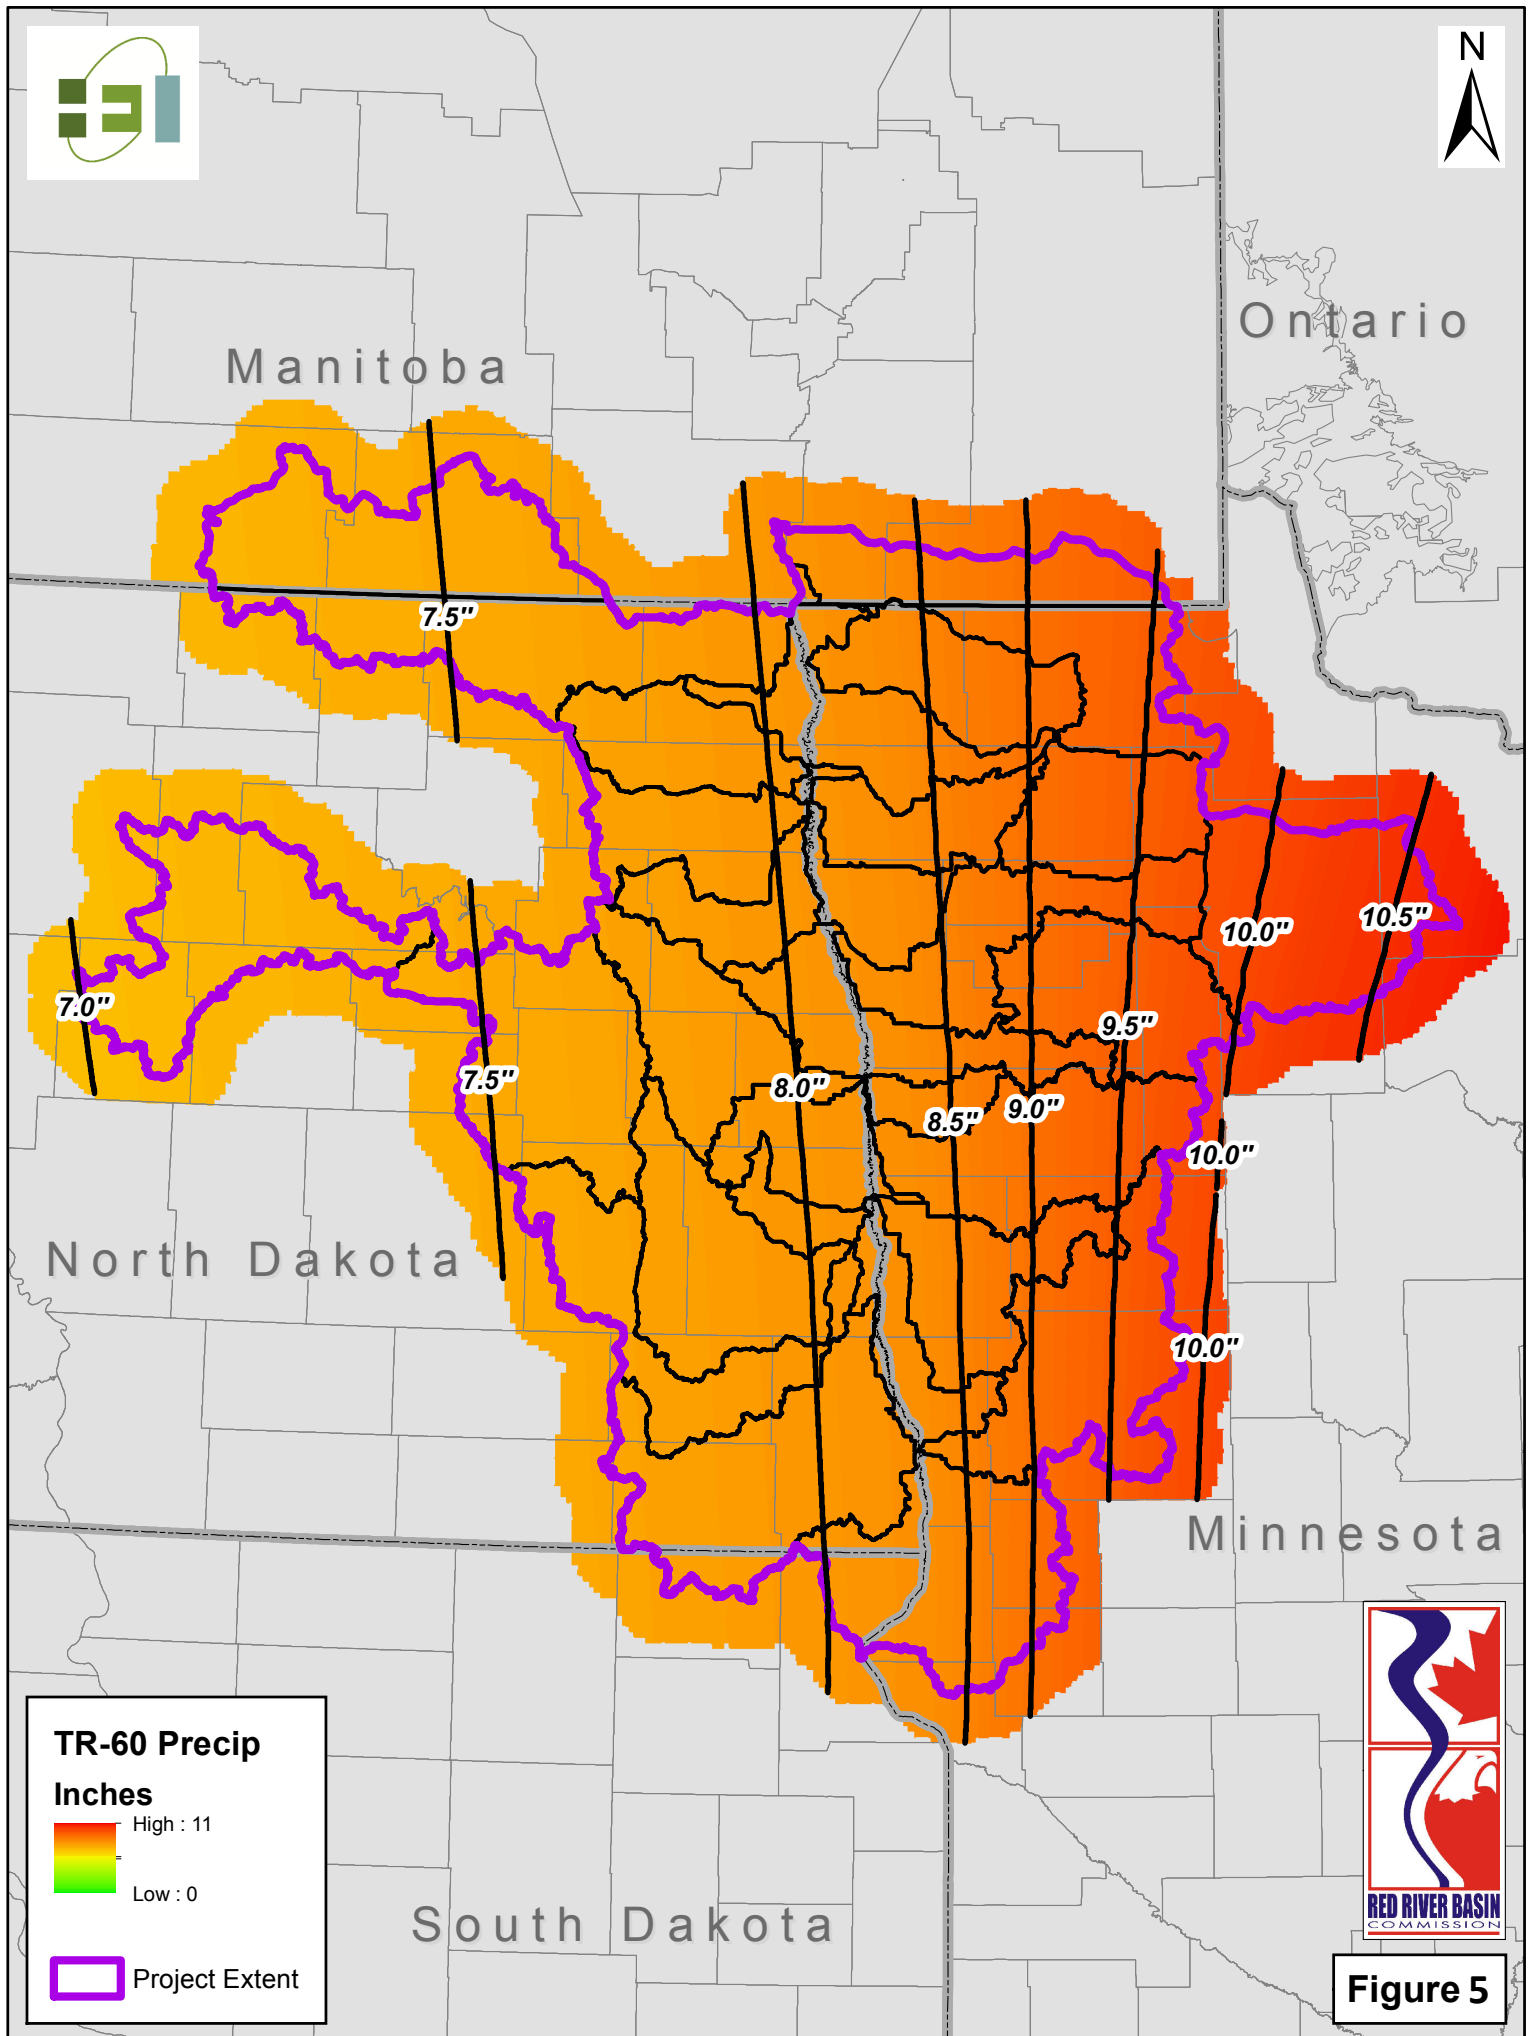 N
Ontario
Manitoba
7.5"
10.5"
10.0"
7.0"
9.5"
7.5"
8.0"
9.0"
8.5"
10.0"
North Dakota
10.0"
Minnesota
TR-60 Precip
Inches
High : 11
Low : 0
Project Extent
South Dakota
RED RIVER BASIN
COMMISSION
Figure 5